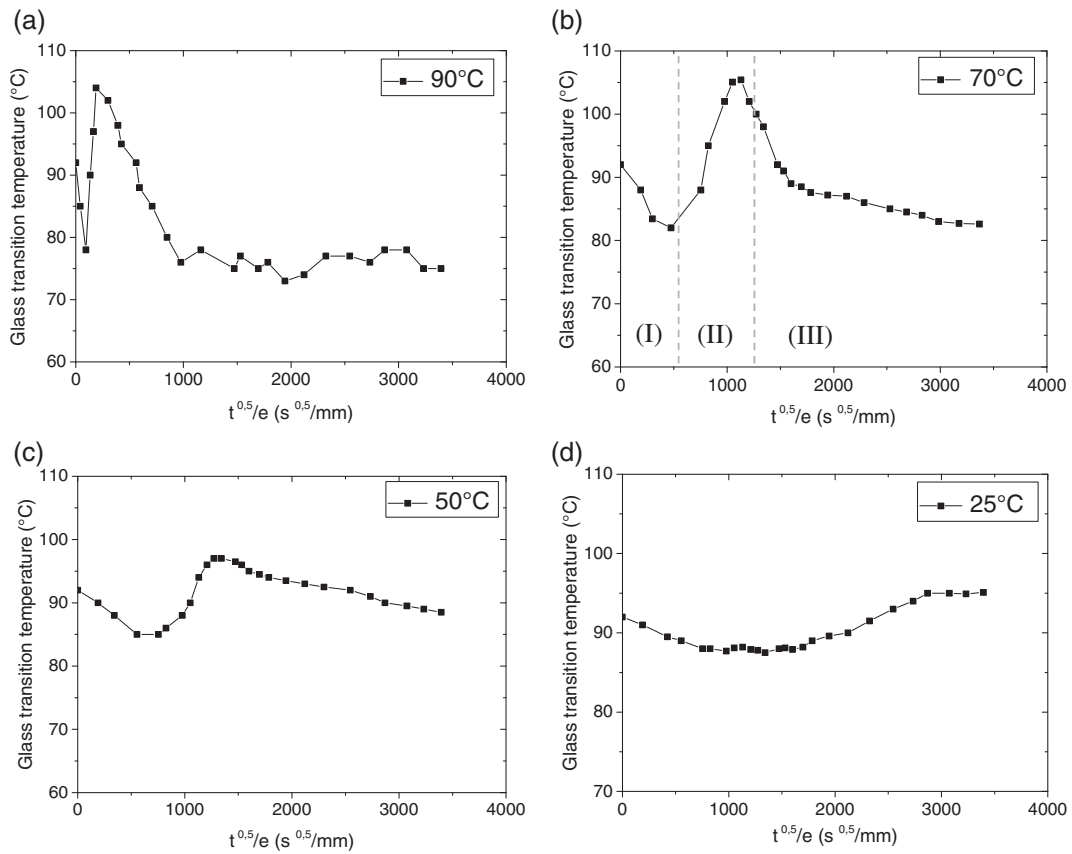 (a)
110
100
90
80
70
60
Glass transition temperature (°C)
90°C
0
1000
2000
3000
4000
t^0,5/e (s^0,5/mm)
(b)
110
100
90
80
70
60
Glass transition temperature (°C)
70°C
(I)
(II)
(III)
0
1000
2000
3000
4000
t^0,5/e (s^0,5/mm)
(c)
110
100
90
80
70
60
Glass transition temperature (°C)
50°C
0
1000
2000
3000
4000
t^0,5/e (s^0,5/mm)
(d)
110
100
90
80
70
Glass transition temperature (°C)
25°C
0
1000
2000
3000
4000
t^0,5/e (s^0,5/mm)